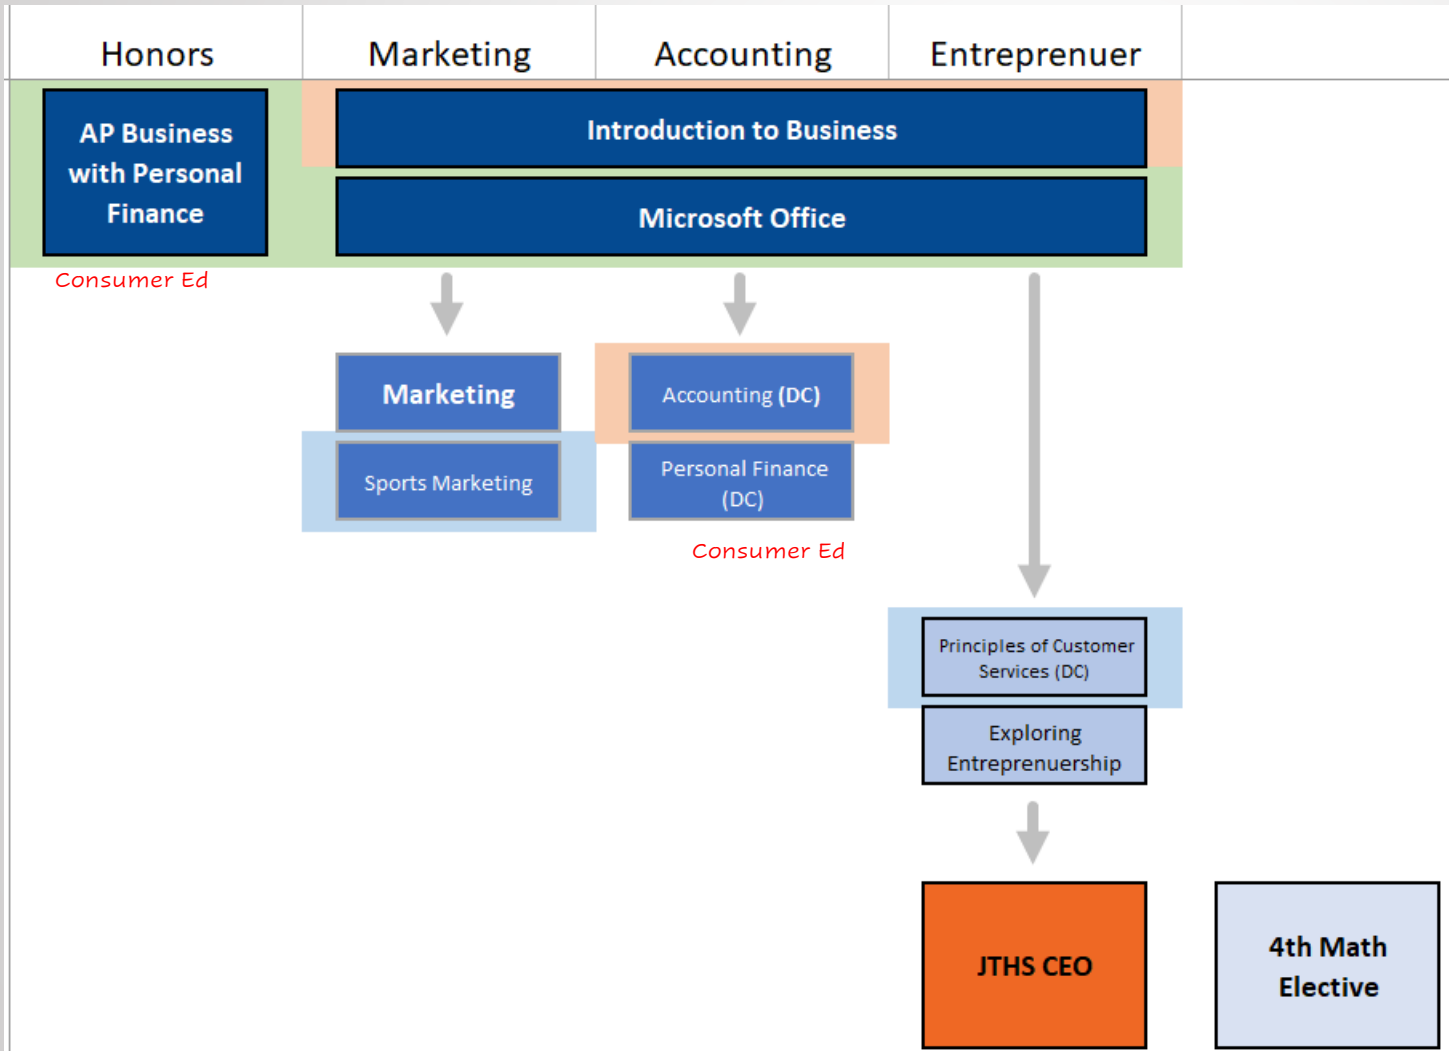 Honors
Marketing
Accounting
Entreprenuer
AP Business
with Personal
Finance
Introduction to Business
Microsoft Office
Consumer Ed
Marketing
Sports Marketing
Accounting (DC)
Personal Finance
(DC)
Consumer Ed
Principles of Customer
Services (DC)
Exploring
Entreprenuership
JTHS CEO
4th Math
Elective